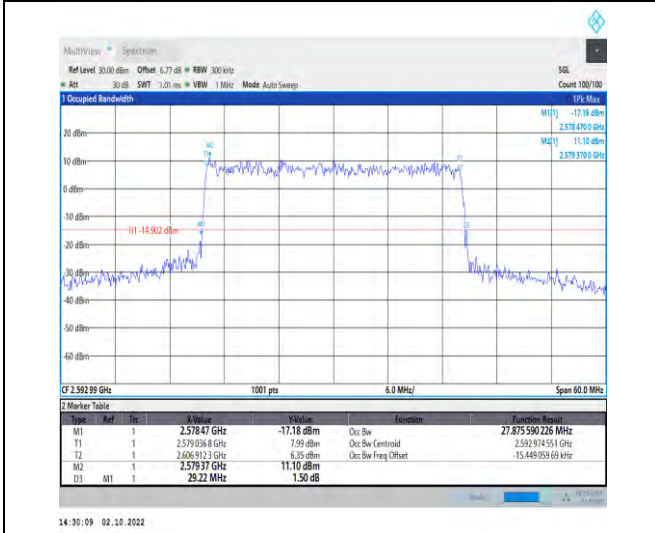 MultiView Spectrum
Ref Level 30.00 dBm Offset 6.77 dB RBW 300 kHz SGL
Att 30 dB SWT 1.01 ms VBW 1 MHz Mode Auto Sweep Count 100/100
1 Occupied Bandwidth 1Pk Max
M1[1] -17.18 dBm
2.578 4700 GHz
20 dBm M2[1] 11.10 dBm
M2 2.579 3700 GHz
10 dBm T1
0 dBm
-10 dBm
H1 -14.902 dBm M1 D3
-20 dBm
-30 dBm
-40 dBm
-50 dBm
-60 dBm
CF 2.592 99 GHz 1001 pts 6.0 MHz/ Span 60.0 MHz
2 Marker Table
Type Ref Trc X-Value Y-Value Function Function Result
M1 1 2.578 47 GHz -17.18 dBm Occ Bw 27.875 590 226 MHz
T1 1 2.579 036 8 GHz 7.99 dBm Occ Bw Centroid 2.592 974 551 GHz
T2 1 2.606 912 3 GHz 6.35 dBm Occ Bw Freq Offset -15.449 059 69 kHz
M2 1 2.579 37 GHz 11.10 dBm
D3 M1 1 29.22 MHz 1.50 dB
14:30:09 02.10.2022